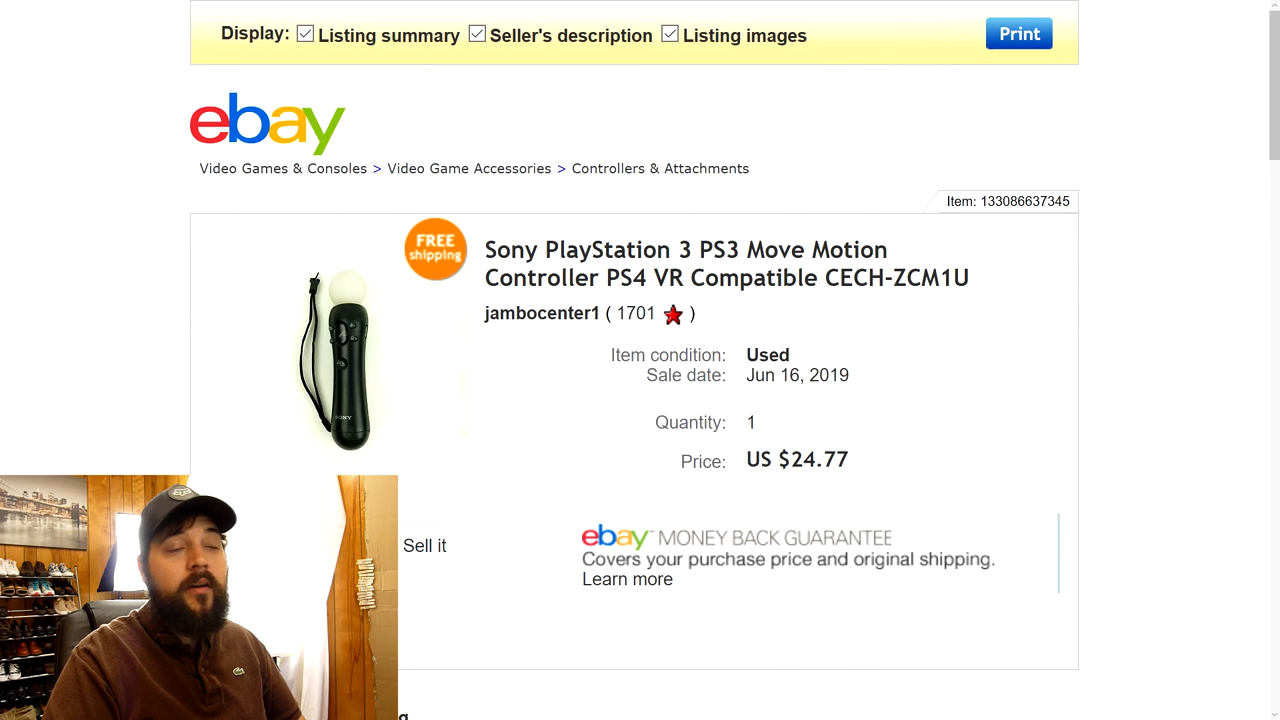 Display: Listing summary Seller's description Listing images Print
ebay
Video Games & Consoles > Video Game Accessories > Controllers & Attachments
Item: 133086637345
FREE
shipping
Sony PlayStation 3 PS3 Move Motion
Controller PS4 VR Compatible CECH-ZCM1U
jambocenter1 ( 1701 )
Item condition: Used
Sale date: Jun 16, 2019
Quantity: 1
Price: US $24.77
SONY
Sell it
ebay MONEY BACK GUARANTEE
Covers your purchase price and original shipping.
Learn more